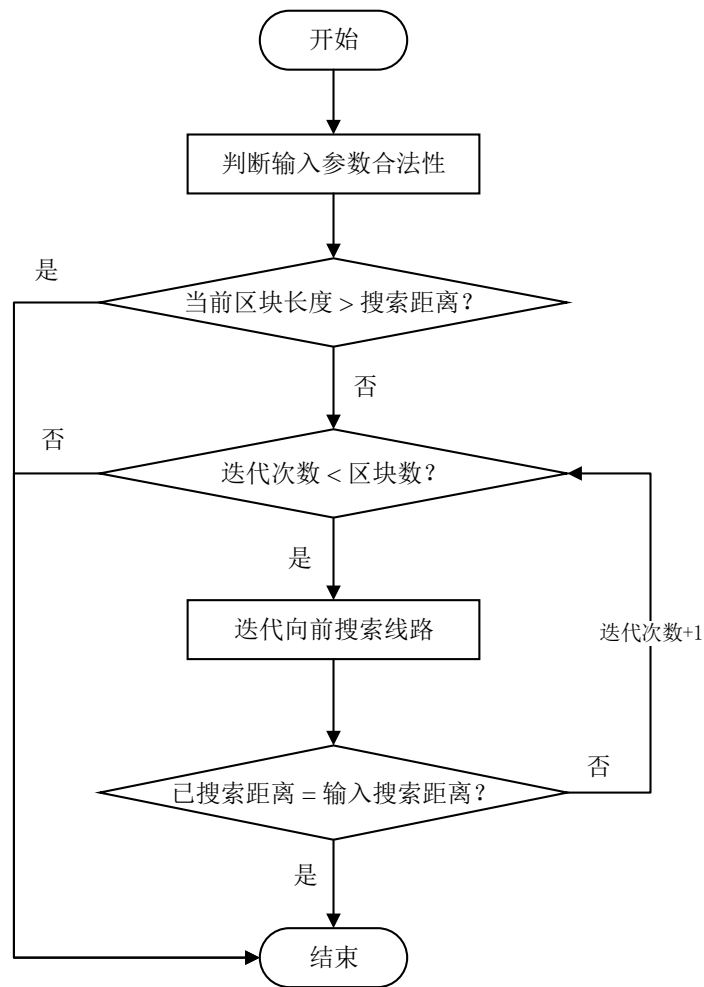 开始
判断输入参数合法性
是
当前区块长度 > 搜索距离?
否
否
迭代次数 < 区块数?
是
迭代向前搜索线路
迭代次数+1
否
已搜索距离 = 输入搜索距离?
是
结束